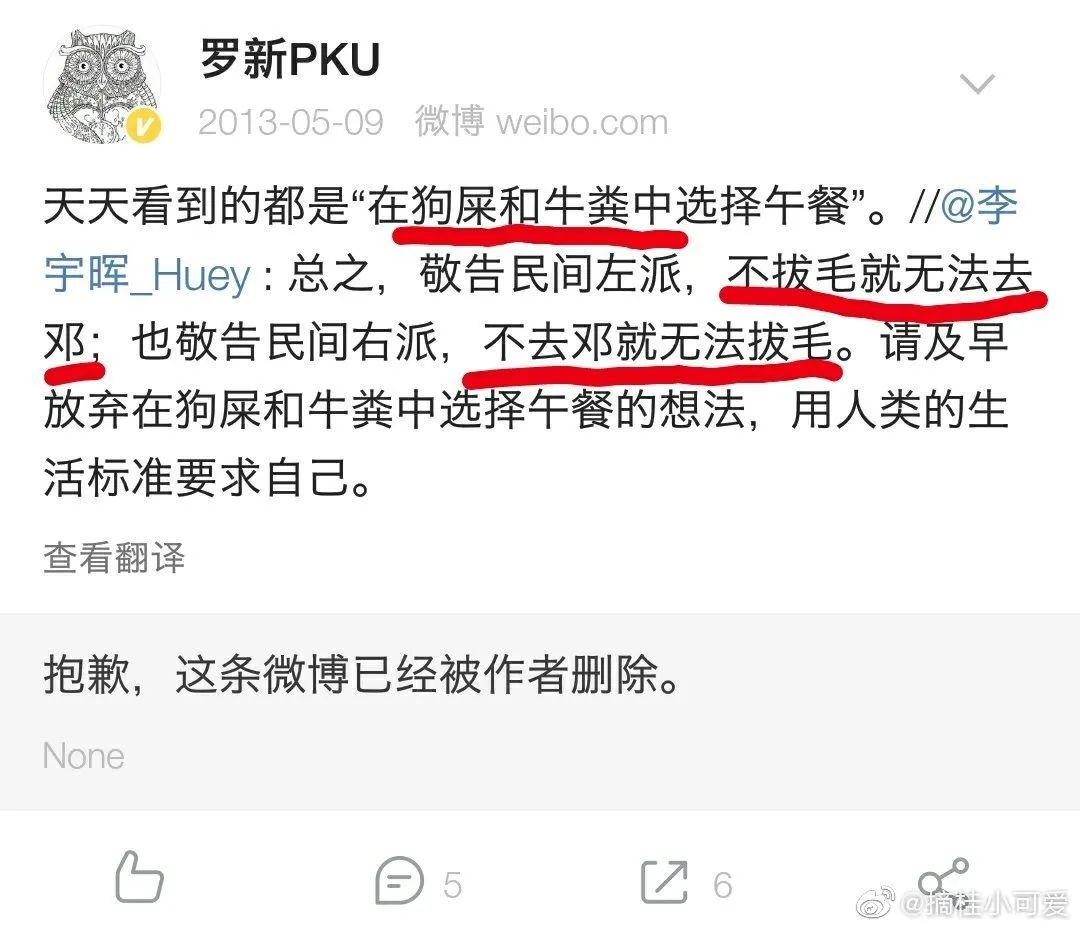 罗新PKU
2013-05-09 微博 weibo.com
天天看到的都是“在狗屎和牛粪中选择午餐”。//@李
宇晖_Huey : 总之，敬告民间左派，不拔毛就无法去
邓；也敬告民间右派，不去邓就无法拔毛。请及早
放弃在狗屎和牛粪中选择午餐的想法，用人类的生
活标准要求自己。
查看翻译
抱歉，这条微博已经被作者删除。
None
5 6
@摘桂小可爱